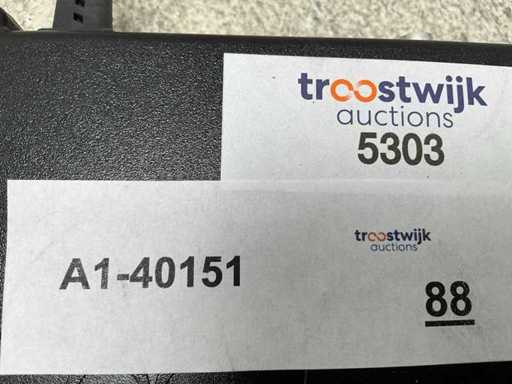 troostwijk
auctions
5303
troostwijk
auctions
A1-40151
88